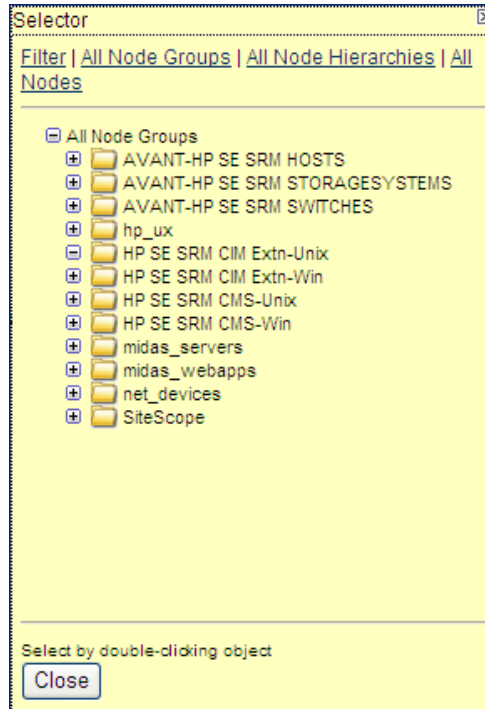 Selector
Filter | All Node Groups | All Node Hierarchies | All
Nodes
All Node Groups
AVANT-HP SE SRM HOSTS
AVANT-HP SE SRM STORAGESYSTEMS
AVANT-HP SE SRM SWITCHES
hp_ux
HP SE SRM CIM Extn-Unix
HP SE SRM CIM Extn-Win
HP SE SRM CMS-Unix
HP SE SRM CMS-Win
midas_servers
midas_webapps
net_devices
SiteScope
Select by double-clicking object
Close